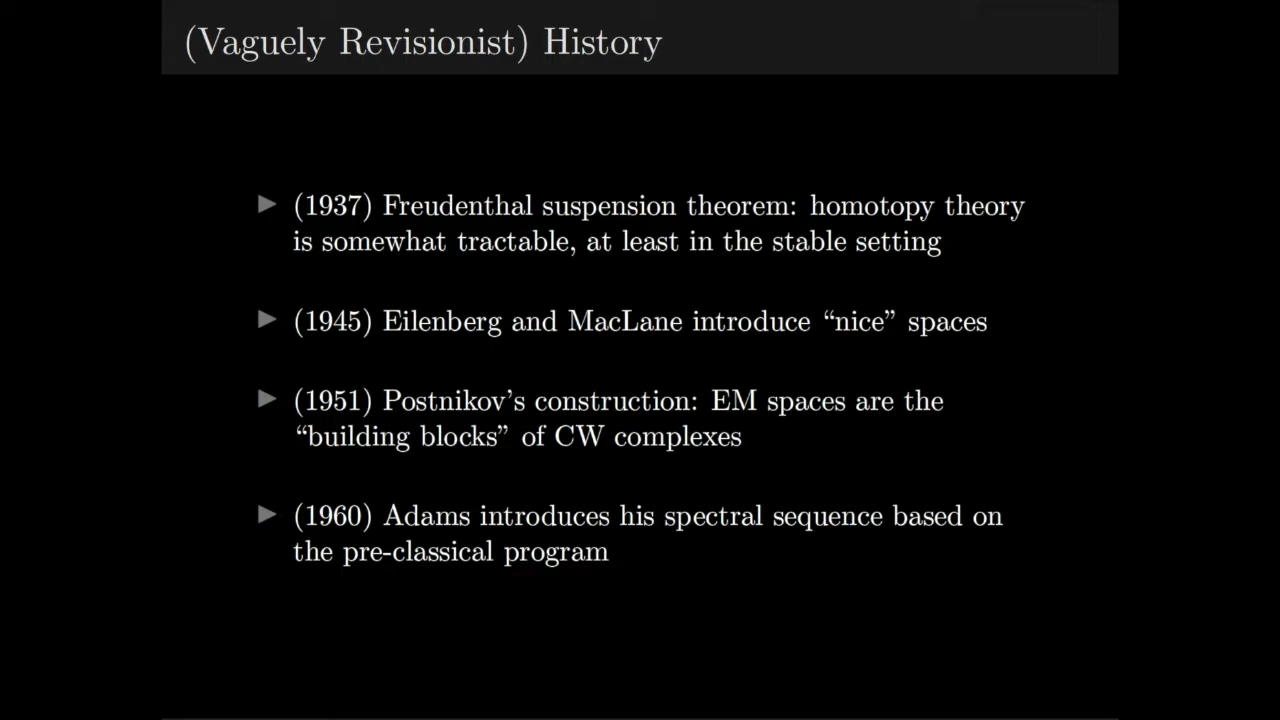 (Vaguely Revisionist) History
▶ (1937) Freudenthal suspension theorem: homotopy theory
is somewhat tractable, at least in the stable setting
▶ (1945) Eilenberg and MacLane introduce “nice” spaces
▶ (1951) Postnikov’s construction: EM spaces are the
“building blocks” of CW complexes
▶ (1960) Adams introduces his spectral sequence based on
the pre-classical program